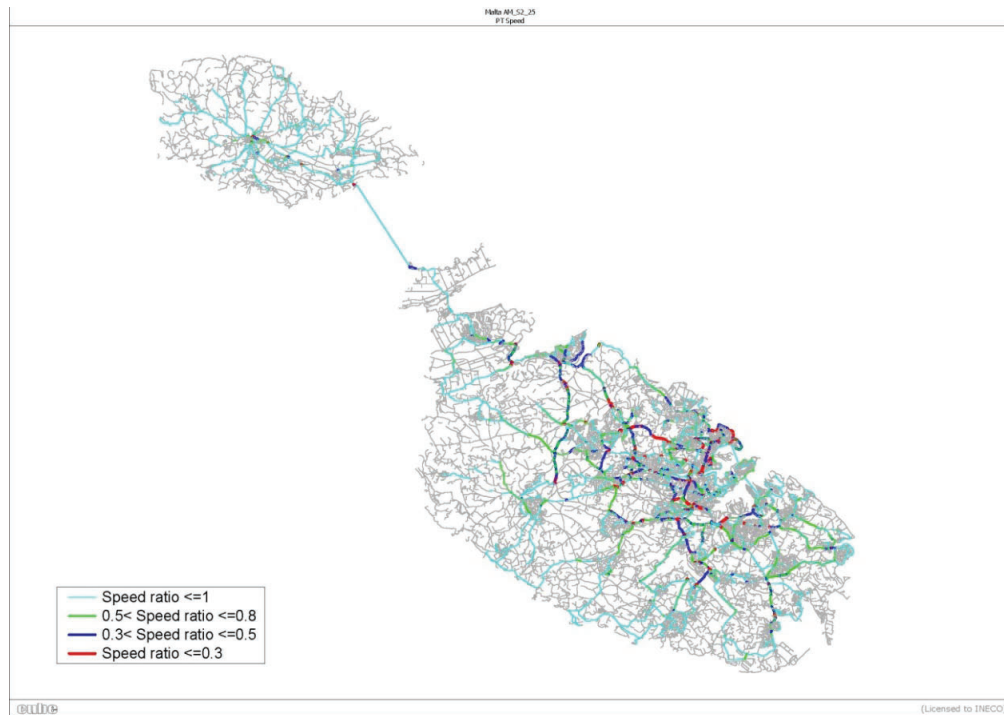 Malta AM_S2_25
PT Speed
Speed ratio <=1
0.5< Speed ratio <=0.8
0.3< Speed ratio <=0.5
Speed ratio <=0.3
(Licensed to INECO